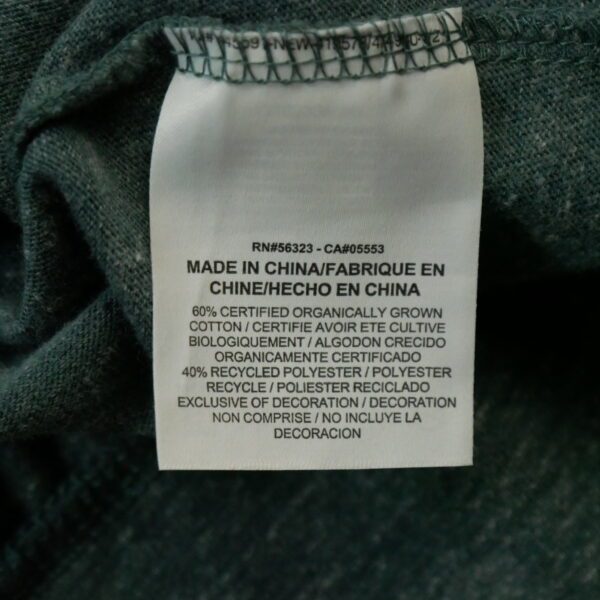 RN#56323 - CA#05553
MADE IN CHINA/FABRIQUE EN
CHINE/HECHO EN CHINA
60% CERTIFIED ORGANICALLY GROWN
COTTON / CERTIFIE AVOIR ETE CULTIVE
BIOLOGIQUEMENT / ALGODON CRECIDO
ORGANICAMENTE CERTIFICADO
40% RECYCLED POLYESTER / POLYESTER
RECYCLE / POLIESTER RECICLADO
EXCLUSIVE OF DECORATION / DECORATION
NON COMPRISE / NO INCLUYE LA
DECORACION